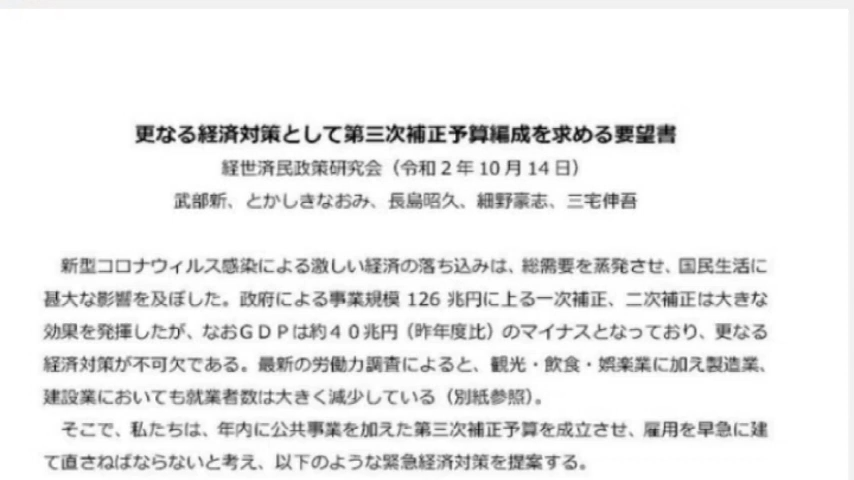 更なる経済対策として第三次補正予算編成を求める要望書
経世済民政策研究会（令和２年 10 月 14 日）
武部新、とかしきなおみ、長島昭久、細野豪志、三宅伸吾
新型コロナウィルス感染による激しい経済の落ち込みは、総需要を蒸発させ、国民生活に
甚大な影響を及ぼした。政府による事業規模 126 兆円に上る一次補正、二次補正は大きな
効果を発揮したが、なおＧＤＰは約４０兆円（昨年度比）のマイナスとなっており、更なる
経済対策が不可欠である。最新の労働力調査によると、観光・飲食・娯楽業に加え製造業、
建設業においても就業者数は大きく減少している（別紙参照）。
そこで、私たちは、年内に公共事業を加えた第三次補正予算を成立させ、雇用を早急に建
て直さねばならないと考え、以下のような緊急経済対策を提案する。